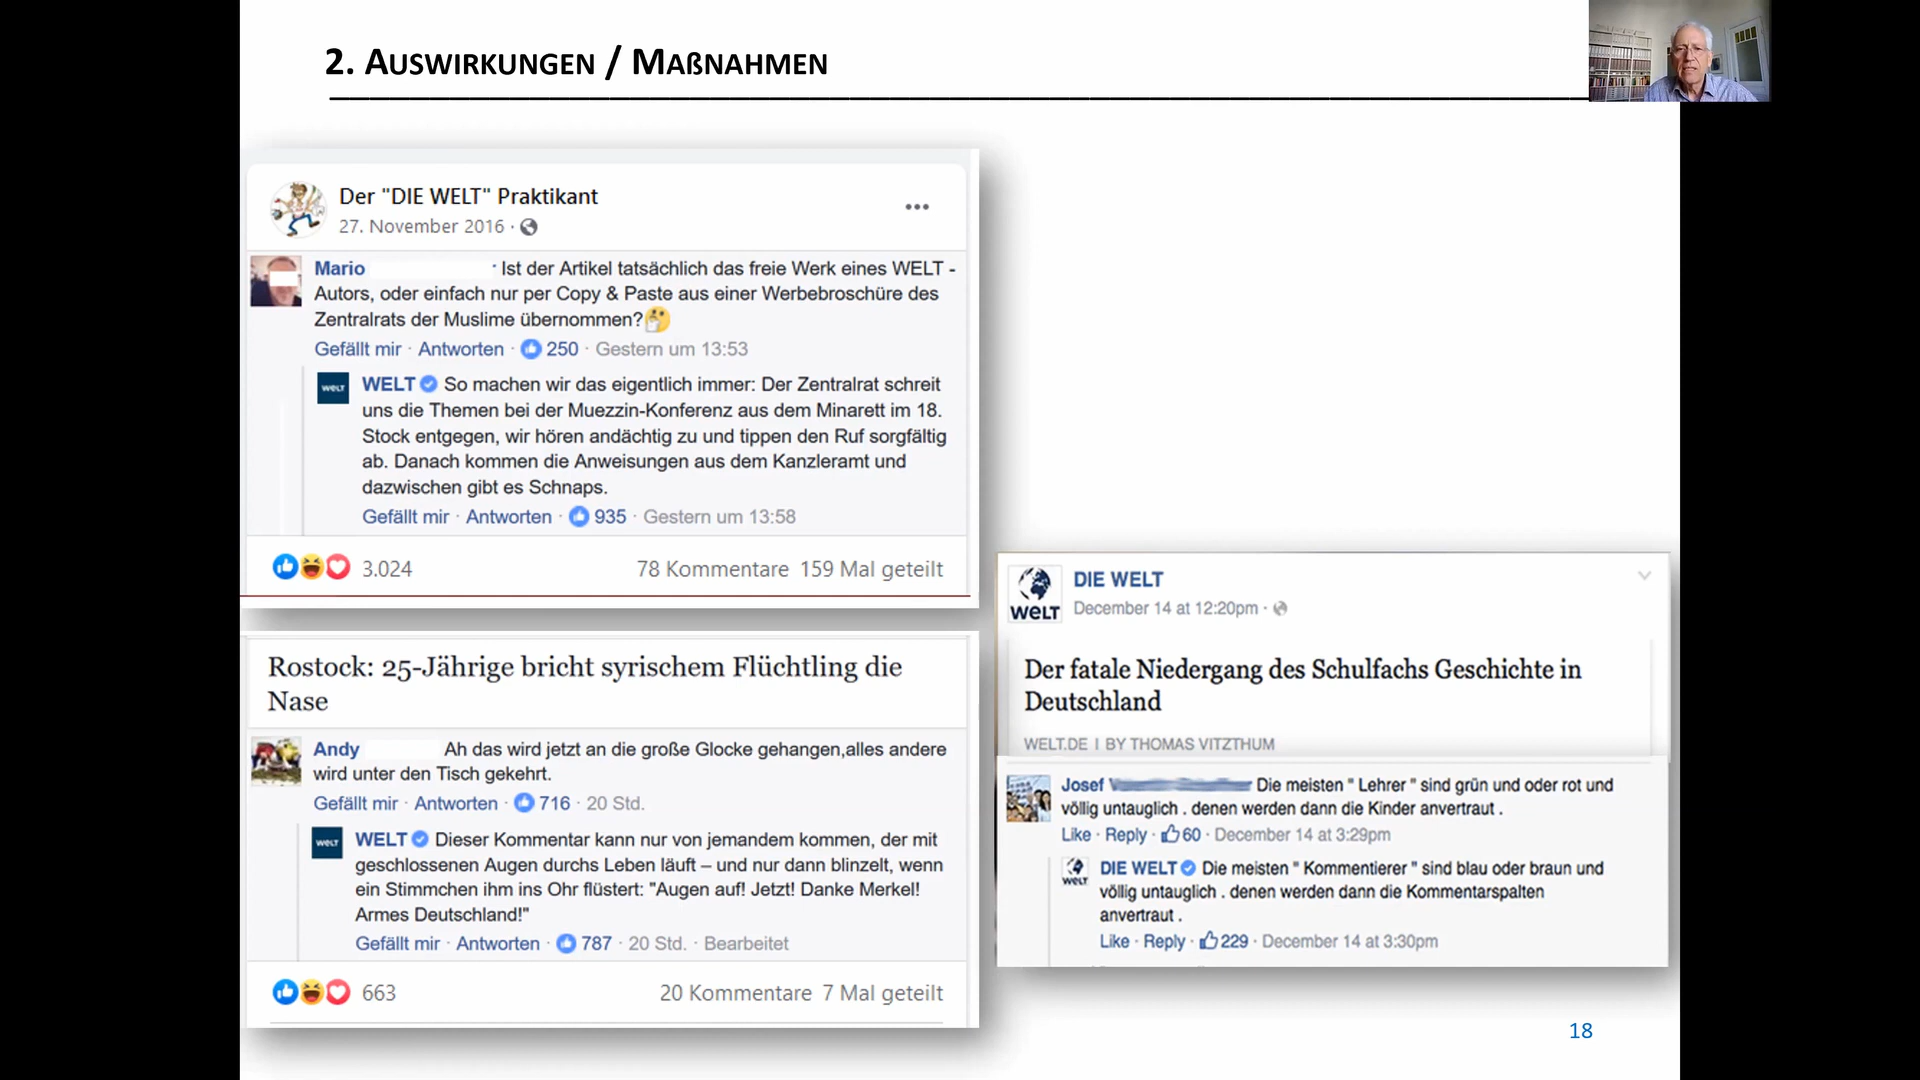 2. AUSWIRKUNGEN / MAßNAHMEN
Der "DIE WELT" Praktikant
27. November 2016 ·
Mario Ist der Artikel tatsächlich das freie Werk eines WELT -
Autors, oder einfach nur per Copy & Paste aus einer Werbebroschüre des
Zentralrats der Muslime übernommen?
Gefällt mir · Antworten · 250 · Gestern um 13:53
WELT
WELT So machen wir das eigentlich immer: Der Zentralrat schreit
uns die Themen bei der Muezzin-Konferenz aus dem Minarett im 18.
Stock entgegen, wir hören andächtig zu und tippen den Ruf sorgfältig
ab. Danach kommen die Anweisungen aus dem Kanzleramt und
dazwischen gibt es Schnaps.
Gefällt mir · Antworten · 935 · Gestern um 13:58
3.024 78 Kommentare 159 Mal geteilt
Rostock: 25-Jährige bricht syrischem Flüchtling die
Nase
Andy Ah das wird jetzt an die große Glocke gehangen,alles andere
wird unter den Tisch gekehrt.
Gefällt mir · Antworten · 716 · 20 Std.
WELT
WELT Dieser Kommentar kann nur von jemandem kommen, der mit
geschlossenen Augen durchs Leben läuft – und nur dann blinzelt, wenn
ein Stimmchen ihm ins Ohr flüstert: "Augen auf! Jetzt! Danke Merkel!
Armes Deutschland!"
Gefällt mir · Antworten · 787 · 20 Std. · Bearbeitet
663 20 Kommentare 7 Mal geteilt
WELT
DIE WELT
December 14 at 12:20pm ·
Der fatale Niedergang des Schulfachs Geschichte in
Deutschland
WELT.DE | BY THOMAS VITZTHUM
Josef Die meisten " Lehrer " sind grün und oder rot und
völlig untauglich . denen werden dann die Kinder anvertraut .
Like · Reply · 60 · December 14 at 3:29pm
WELT
DIE WELT Die meisten " Kommentierer " sind blau oder braun und
völlig untauglich . denen werden dann die Kommentarspalten
anvertraut .
Like · Reply · 229 · December 14 at 3:30pm
18